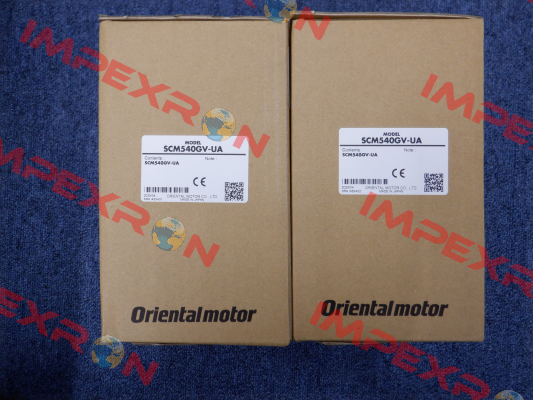 MODEL
SCM540GV-UA
Contents
Note
SCM540GV-UA
CE
ORIENTAL MOTOR CO., LTD.
MADE IN JAPAN
Orientalmotor
MODEL
SCM540GV-UA
Contents
Note
SCM540GV-UA
CE
ORIENTAL MOTOR CO., LTD.
MADE IN JAPAN
Orientalmotor
IMPEXRON
IMPEXRON
IMPEXRON
IMPEXRON